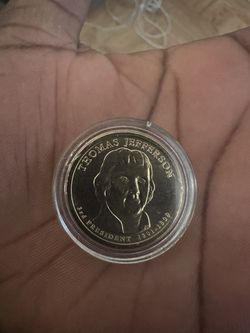 THOMAS JEFFERSON
3rd PRESIDENT 1801-1809